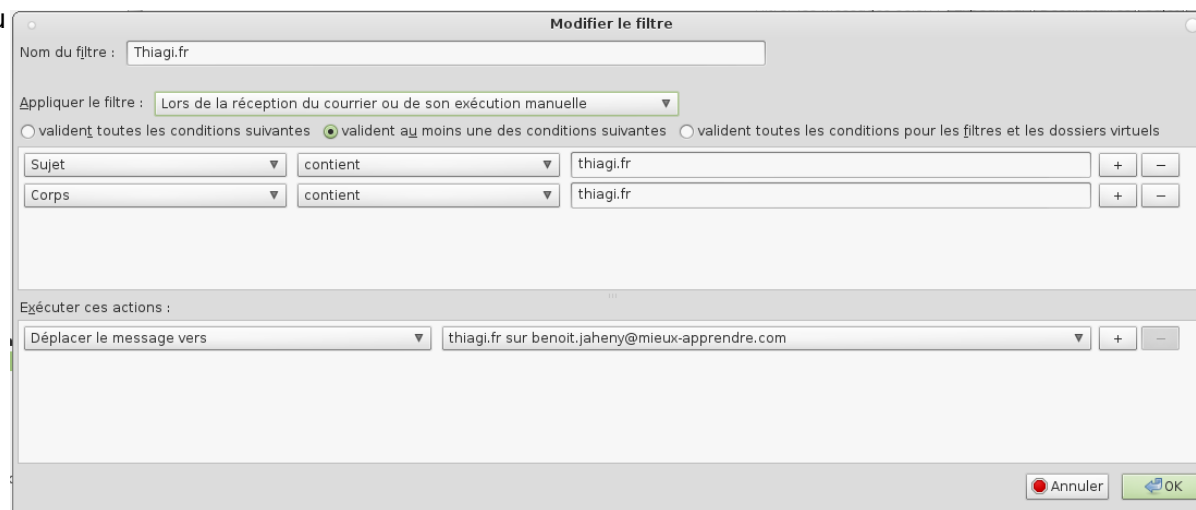 Modifier le filtre
Nom du filtre : Thiagi.fr
Appliquer le filtre : Lors de la réception du courrier ou de son exécution manuelle
valident toutes les conditions suivantes valident au moins une des conditions suivantes valident toutes les conditions pour les filtres et les dossiers virtuels
Sujet contient thiagi.fr + −
Corps contient thiagi.fr + −
Exécuter ces actions :
Déplacer le message vers thiagi.fr sur benoit.jaheny@mieux-apprendre.com + −
Annuler OK